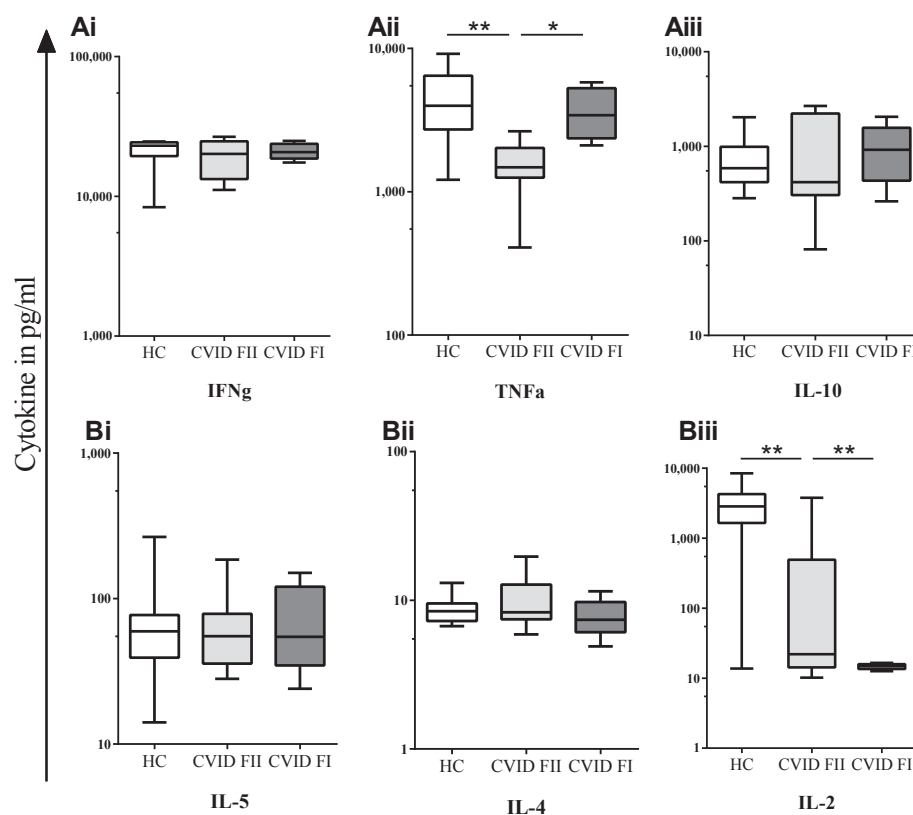 Cytokine in pg/ml
Ai
100,000
10,000
1,000
HC CVID FII CVID FI
IFNg
Aii
** *
10,000
1,000
100
HC CVID FII CVID FI
TNFa
Aiii
10,000
1,000
100
10
HC CVID FII CVID FI
IL-10
Bi
1,000
100
10
HC CVID FII CVID FI
IL-5
Bii
100
10
1
HC CVID FII CVID FI
IL-4
Biii
** **
10,000
1,000
100
10
1
HC CVID FII CVID FI
IL-2